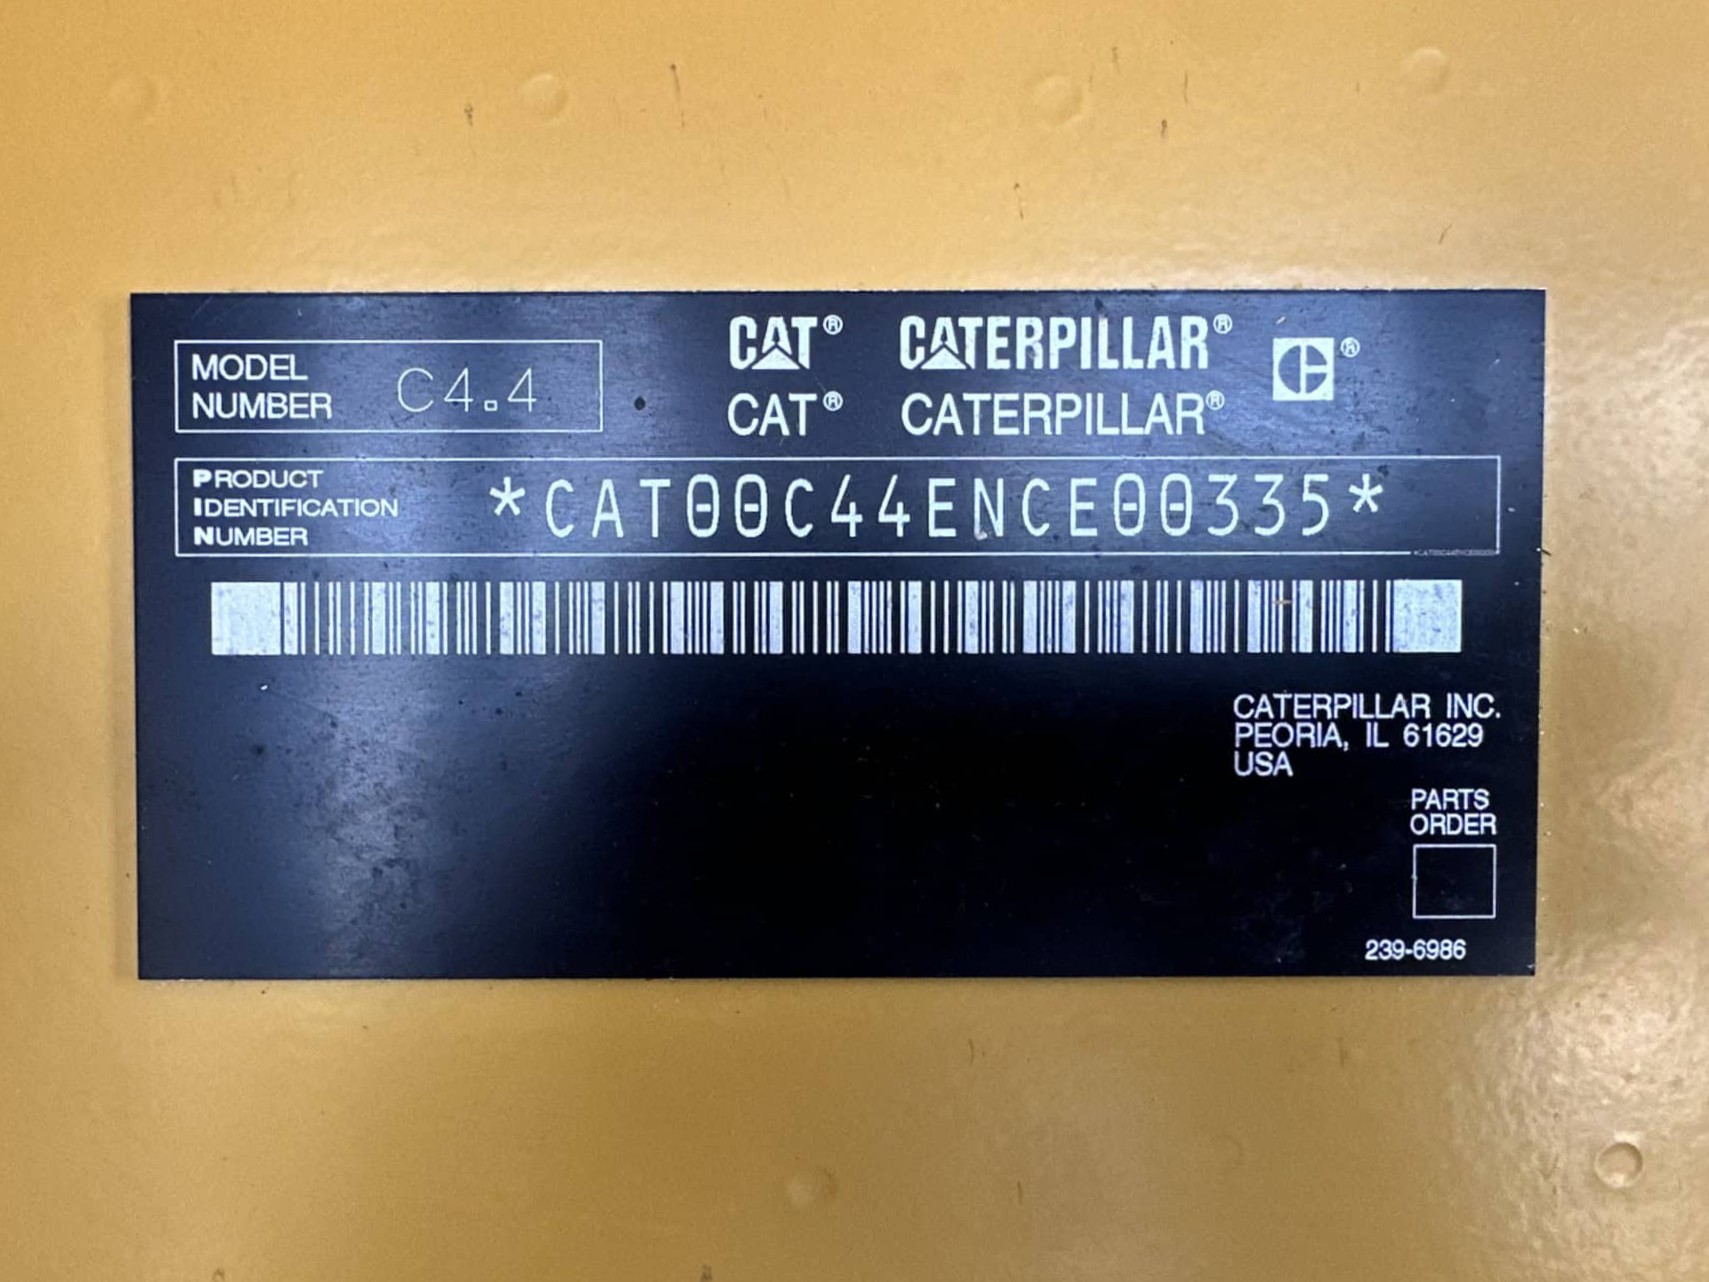 MODEL NUMBER C4.4
CAT® CATERPILLAR® ®
CAT® CATERPILLAR®
PRODUCT IDENTIFICATION NUMBER *CAT00C44ENCE00335*
CATERPILLAR INC.
PEORIA, IL 61629
USA
PARTS
ORDER
239-6986